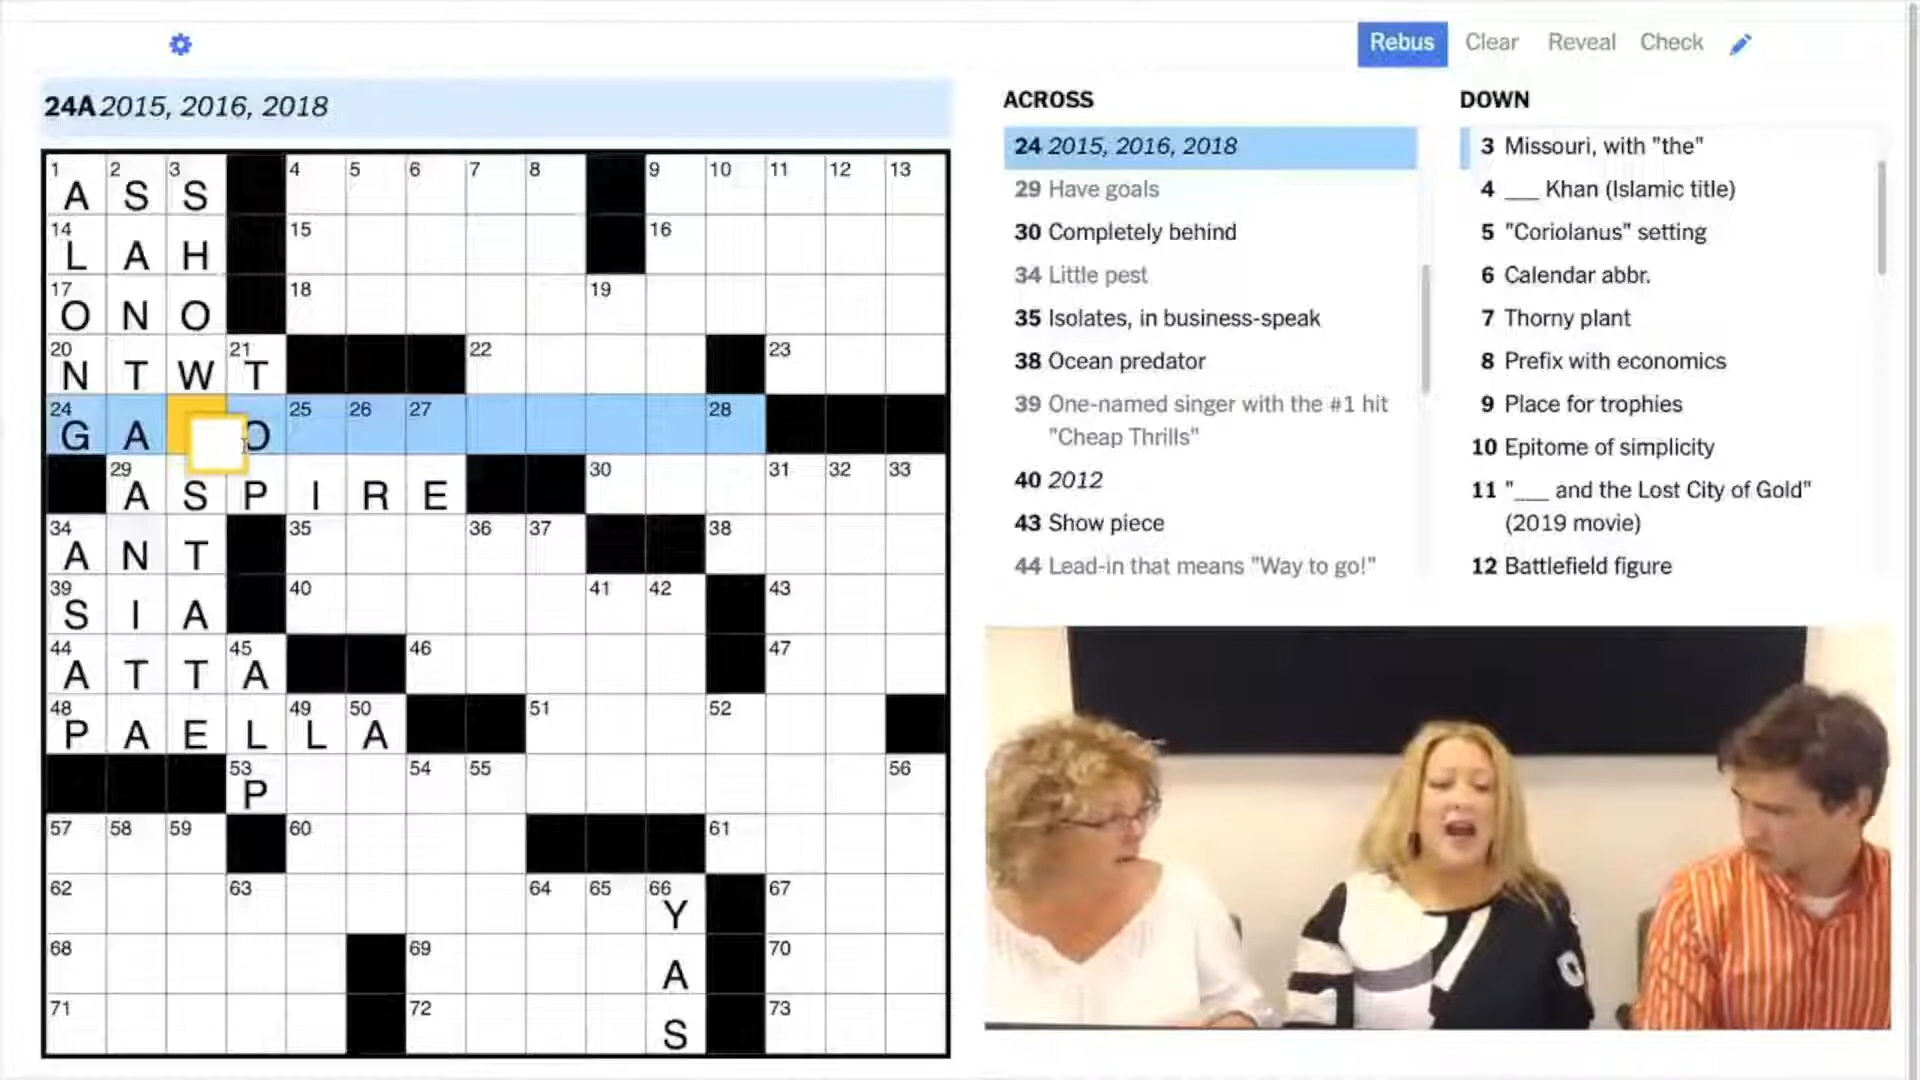 Rebus Clear Reveal Check
24A 2015, 2016, 2018
ACROSS
24 2015, 2016, 2018
29 Have goals
30 Completely behind
34 Little pest
35 Isolates, in business-speak
38 Ocean predator
39 One-named singer with the #1 hit
"Cheap Thrills"
40 2012
43 Show piece
44 Lead-in that means "Way to go!"
DOWN
3 Missouri, with "the"
4 ___ Khan (Islamic title)
5 "Coriolanus" setting
6 Calendar abbr.
7 Thorny plant
8 Prefix with economics
9 Place for trophies
10 Epitome of simplicity
11 "___ and the Lost City of Gold"
(2019 movie)
12 Battlefield figure
1 2 3 4 5 6 7 8 9 10 11 12 13
A S S
14 15 16
L A H
17 18 19
O N O
20 21 22 23
N T W T
24 25 26 27 28
G A O
29 30 31 32 33
A S P I R E
34 35 36 37 38
A N T
39 40 41 42 43
S I A
44 45 46 47
A T T A
48 49 50 51 52
P A E L L A
53 54 55 56
P
57 58 59 60 61
62 63 64 65 66 67
Y
68 69 70
A
71 72 73
S